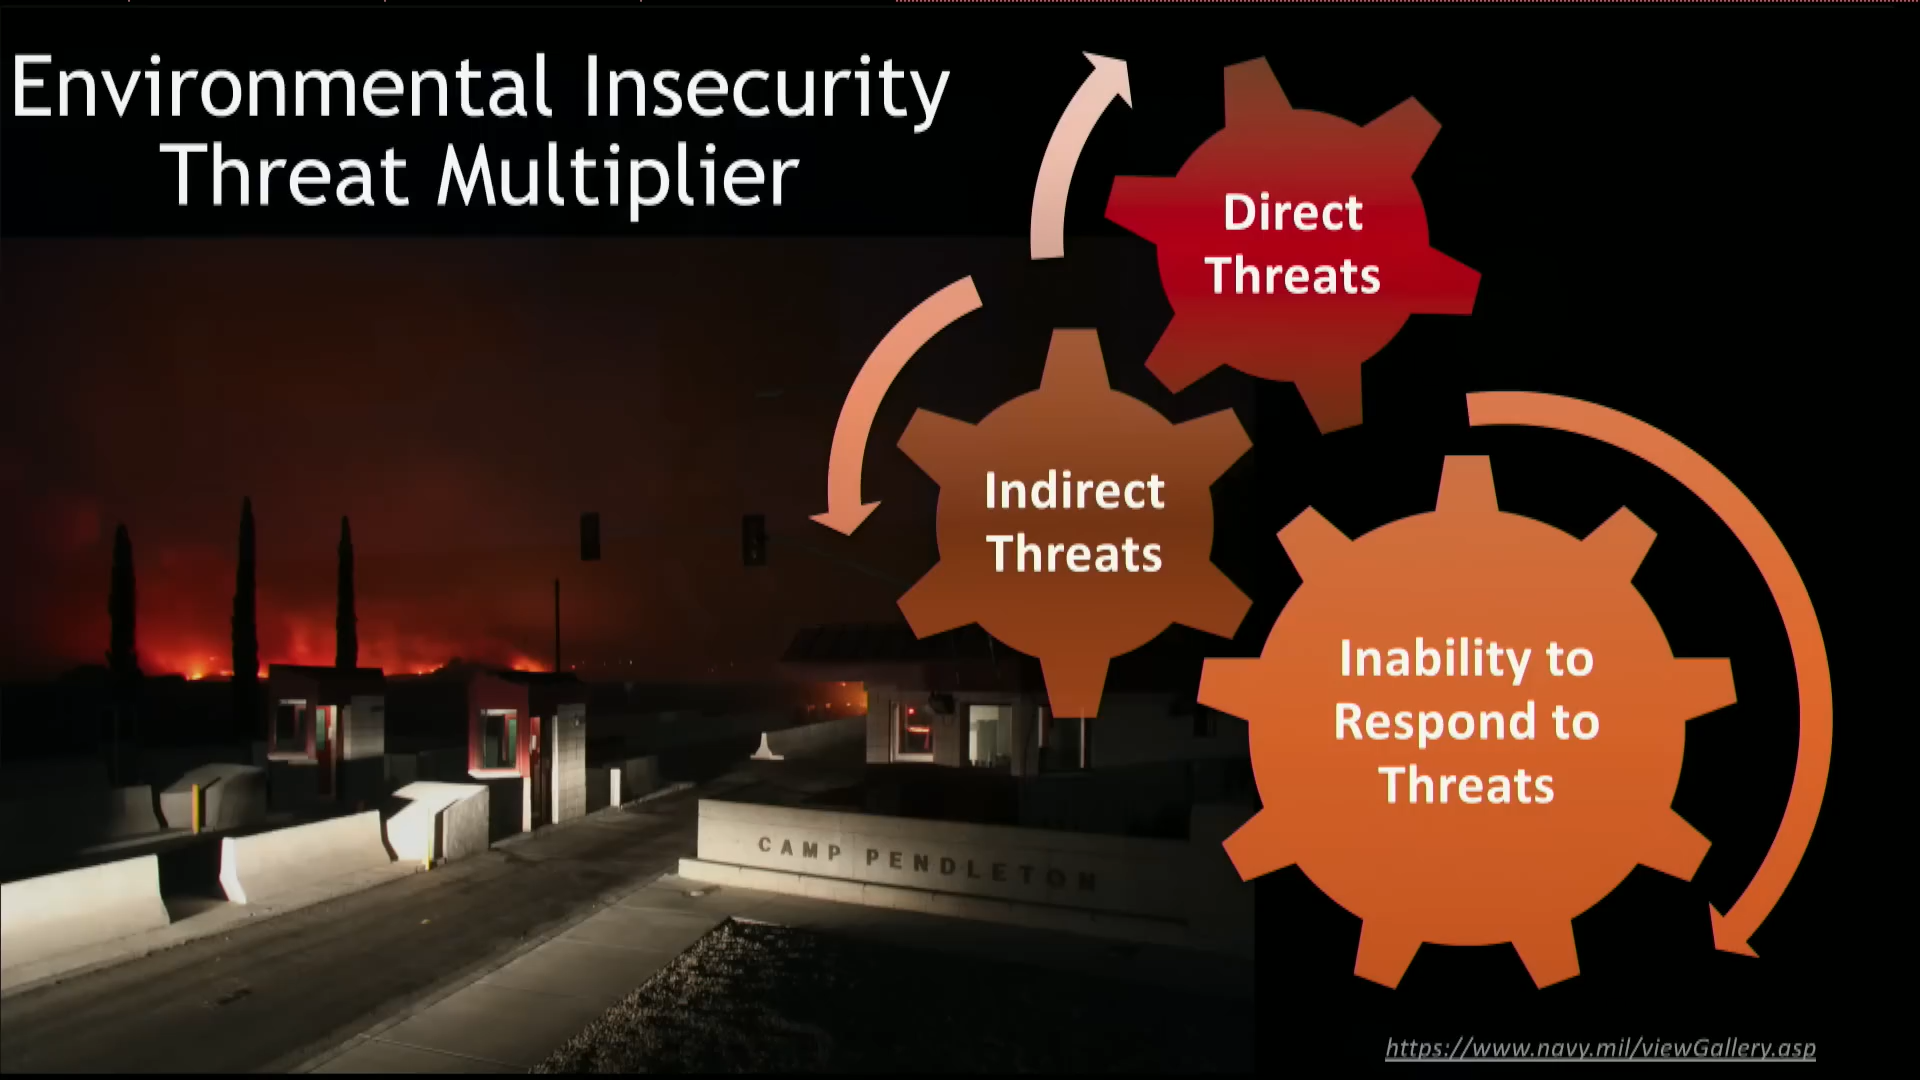 Environmental Insecurity
Threat Multiplier
Direct
Threats
Indirect
Threats
Inability to
Respond to
Threats
CAMP PENDLETON
https://www.navy.mil/viewGallery.asp